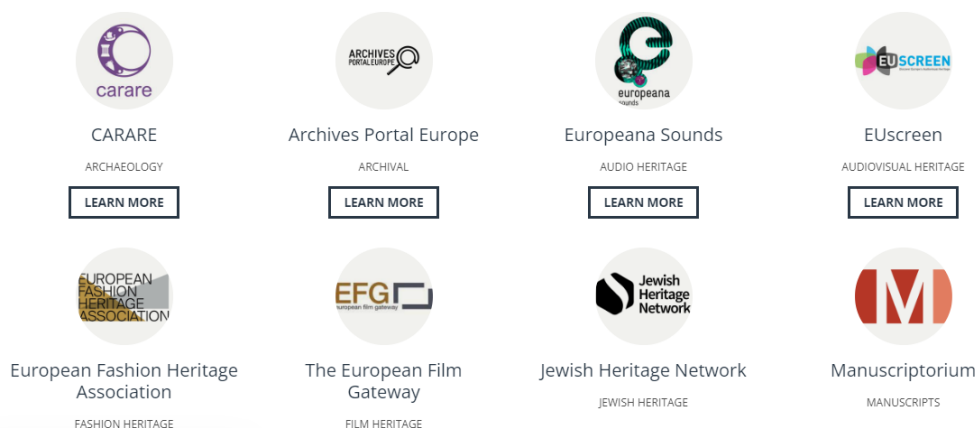 carare
ARCHIVES
PORTAL EUROPE
europeana
sounds
EUSCREEN
CARARE
Archives Portal Europe
Europeana Sounds
EUscreen
ARCHAEOLOGY
ARCHIVAL
AUDIO HERITAGE
AUDIOVISUAL HERITAGE
LEARN MORE
LEARN MORE
LEARN MORE
LEARN MORE
EUROPEAN
FASHION
HERITAGE
ASSOCIATION
EFG
european film gateway
Jewish
Heritage
Network
M
European Fashion Heritage
Association
The European Film
Gateway
Jewish Heritage Network
Manuscriptorium
FASHION HERITAGE
FILM HERITAGE
JEWISH HERITAGE
MANUSCRIPTS